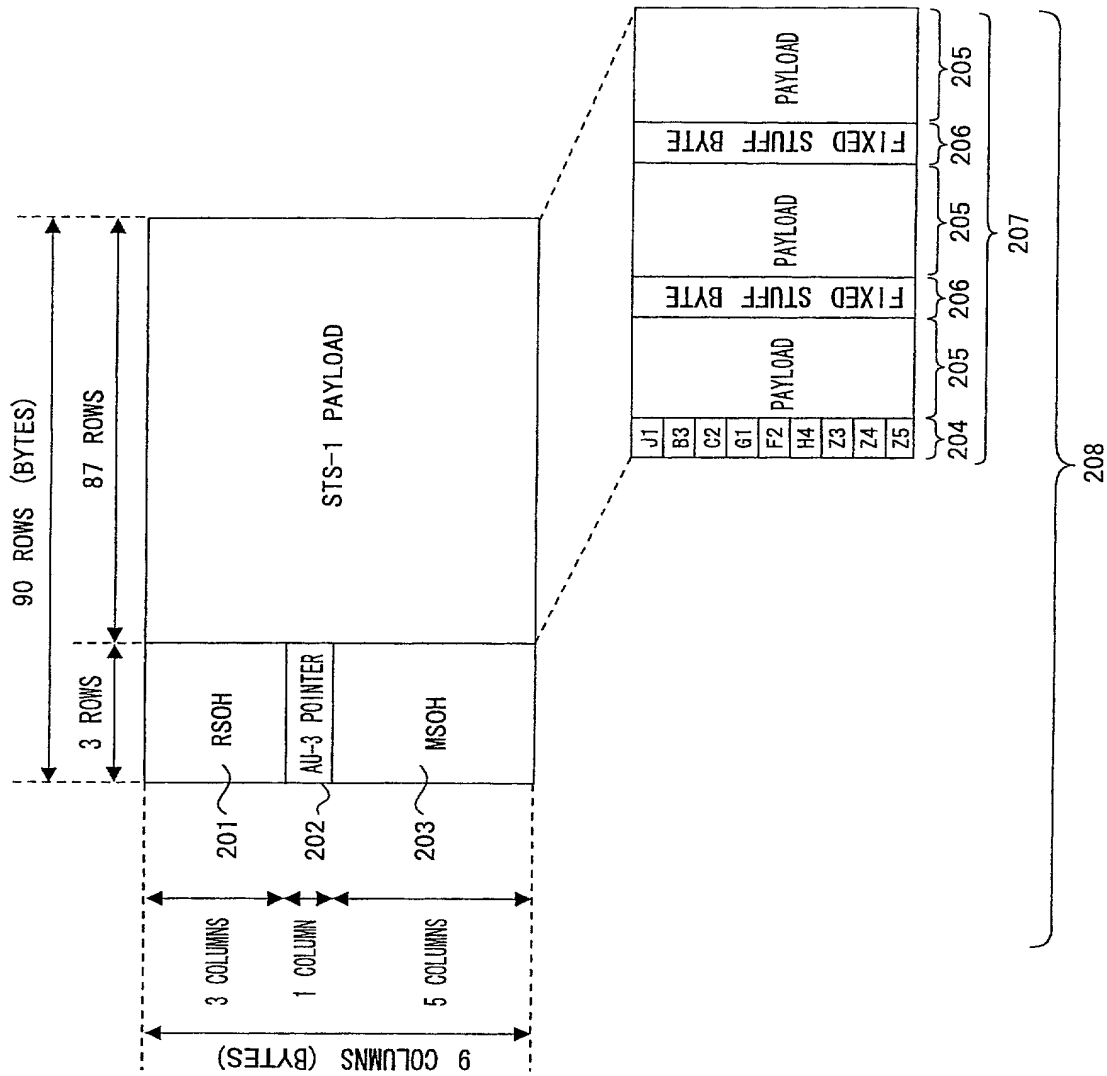 90 ROWS (BYTES)
3 ROWS
87 ROWS
9 COLUMNS (BYTES)
3 COLUMNS
1 COLUMN
5 COLUMNS
201
202
203
RSOH
AU-3 POINTER
MSOH
STS-1 PAYLOAD
J1
B3
C2
G1
F2
H4
Z3
Z4
Z5
PAYLOAD
FIXED STUFF BYTE
PAYLOAD
FIXED STUFF BYTE
PAYLOAD
204
205
206
205
206
205
207
208